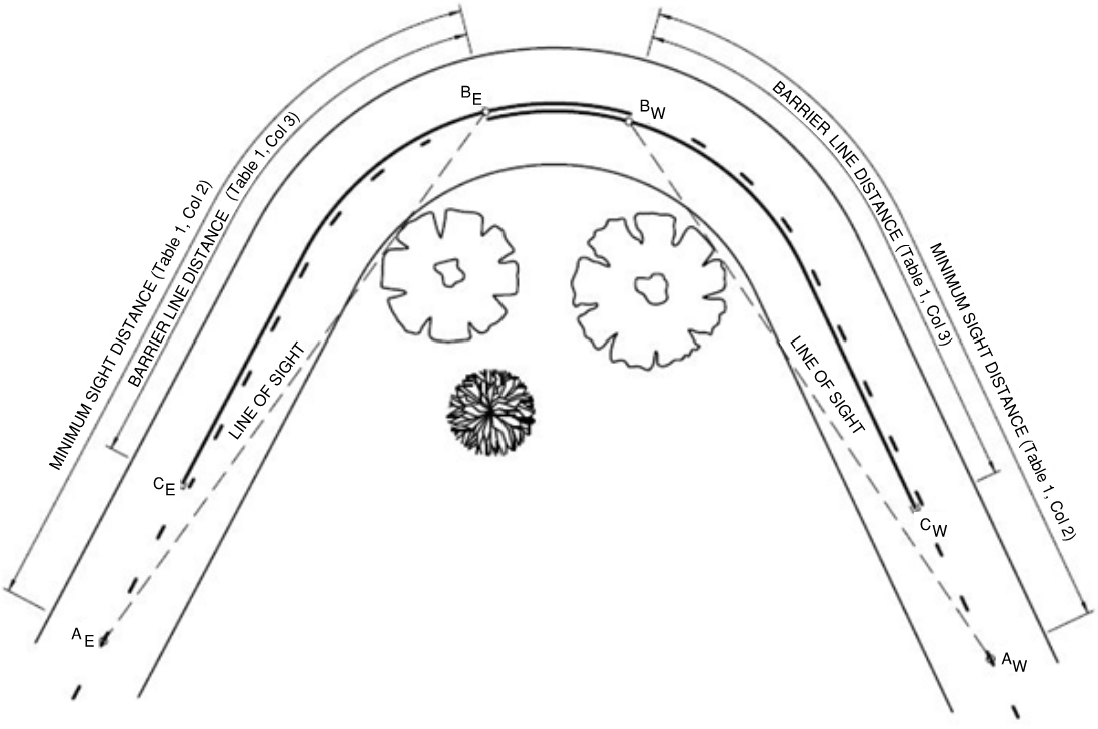 BE
BW
BARRIER LINE DISTANCE (Table 1, Col 3)
MINIMUM SIGHT DISTANCE (Table 1, Col 2)
BARRIER LINE DISTANCE (Table 1, Col 3)
MINIMUM SIGHT DISTANCE (Table 1, Col 2)
LINE OF SIGHT
LINE OF SIGHT
CE
CW
AE
AW